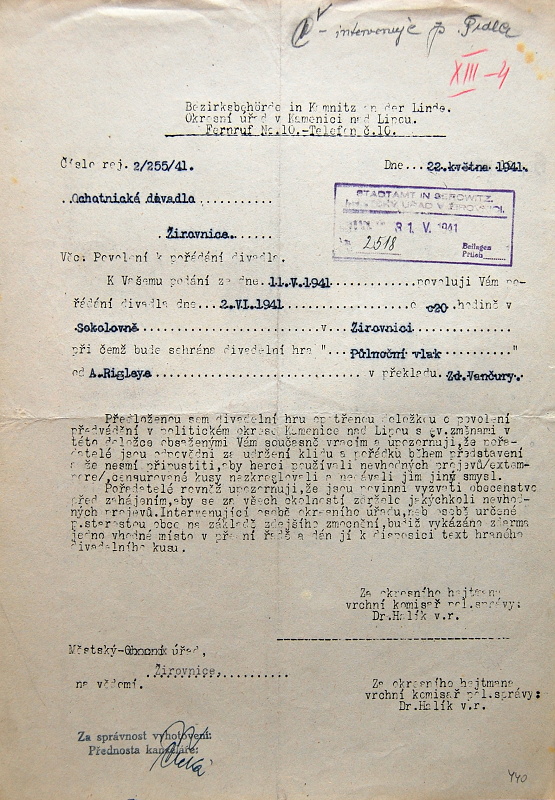 - intervenuje p. Pidla
XIII-4
Bezirksbehörde in Kamnitz an der Linde.
Okresní úřad v Kamenici nad Lipou.
Fernruf No.10.-Telefon č.10.
Číslo rej. 2/255/41.
Dne... 22.května 1941.
..Ochotnické divadlo............
Žirovnice.....
STADTAMT IN SEROWITZ.
MĚSTSKÝ ÚŘAD V ŽIROVNICI.
31. V. 1941
2518
Beilagen
Příloh
Věc: Povolení k pořádání divadla.
K Vašemu podání ze dne. 11.V.1941..............povoluji Vám po-
řádání divadla dne... 2.VI.1941...................o o20 hodině v
Sokolovně..........................v... Žirovnici................
při čemž bude sehrána divadelní hra "... Půlnoční vlak ............"
od A.Rigleye.......................v překladu. Zd.Vančury.
Předloženou sem divadelní hru opatřenou doložkou o povolení
předvádění v politickém okrese Kamenice nad Lipou s ev.změnami v
této doložce obsaženými Vám současně vracím a upozorňuji,že pořa-
datelé jsou odpovědni za udržení klidu a pořádku během představení
a že nesmí připustiti,aby herci používali nevhodných projevů/extem-
pore/,censurované kusy nezkreslovali a nedávali jim jiný smysl.
Pořadatelé rovněž upozorňuji,že jsou povinni vyzvati obecenstvo
před zahájením,aby se za všech okolností zdrželo jakýchkoli nevhod-
ných projevů.Intervenující osobě okresního úřadu,neb osobě určené
p.starostou obce na základě zdejšího zmocnění,budiž vykázáno zdarma
jedno vhodné místo v přední řadě a dán jí k disposici text hraného
divadelního kusu.
Za okresního hejtmana
vrchní komisař pol.správy:
Dr.Halík v.r.
Městský-Obecní úřad,
..Žirovnice,..........
na vědomí.
Za okresního hejtmana
vrchní komisař pol.správy:
Dr.Halík v.r.
Za správnost vyhotovení:
Přednosta kanceláře:
440